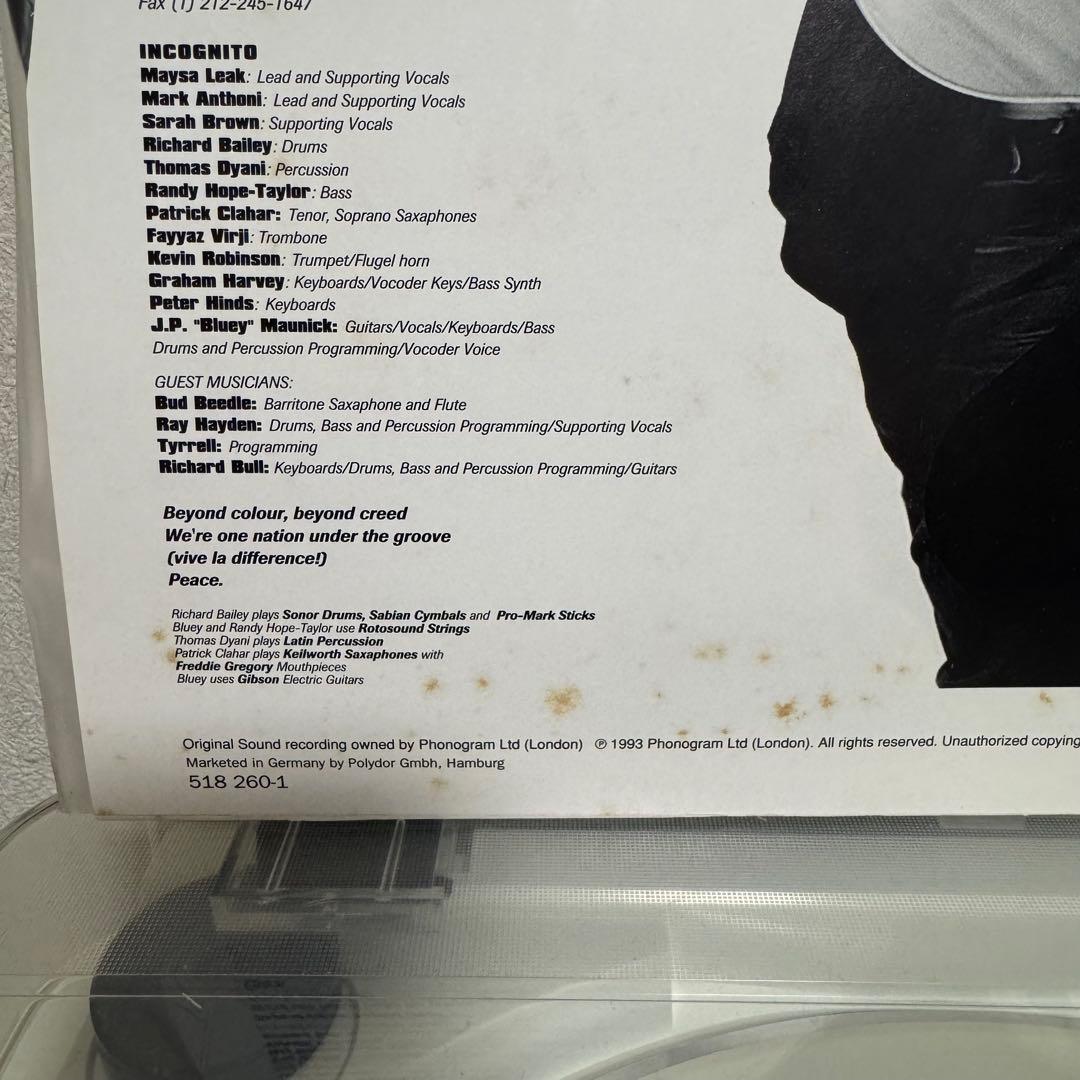 Fax (1) 212-245-1647
INCOGNITO
Maysa Leak: Lead and Supporting Vocals
Mark Anthoni: Lead and Supporting Vocals
Sarah Brown: Supporting Vocals
Richard Bailey: Drums
Thomas Dyani: Percussion
Randy Hope-Taylor: Bass
Patrick Clahar: Tenor, Soprano Saxaphones
Fayyaz Virji: Trombone
Kevin Robinson: Trumpet/Flugel horn
Graham Harvey: Keyboards/Vocoder Keys/Bass Synth
Peter Hinds: Keyboards
J.P. "Bluey" Maunick: Guitars/Vocals/Keyboards/Bass
Drums and Percussion Programming/Vocoder Voice
GUEST MUSICIANS:
Bud Beedle: Barritone Saxaphone and Flute
Ray Hayden: Drums, Bass and Percussion Programming/Supporting Vocals
Tyrrell: Programming
Richard Bull: Keyboards/Drums, Bass and Percussion Programming/Guitars
Beyond colour, beyond creed
We're one nation under the groove
(vive la difference!)
Peace.
Richard Bailey plays Sonor Drums, Sabian Cymbals and Pro-Mark Sticks
Bluey and Randy Hope-Taylor use Rotosound Strings
Thomas Dyani plays Latin Percussion
Patrick Clahar plays Keilworth Saxaphones with
Freddie Gregory Mouthpieces
Bluey uses Gibson Electric Guitars
Original Sound recording owned by Phonogram Ltd (London) ℗ 1993 Phonogram Ltd (London). All rights reserved. Unauthorized copying
Marketed in Germany by Polydor Gmbh, Hamburg
518 260-1